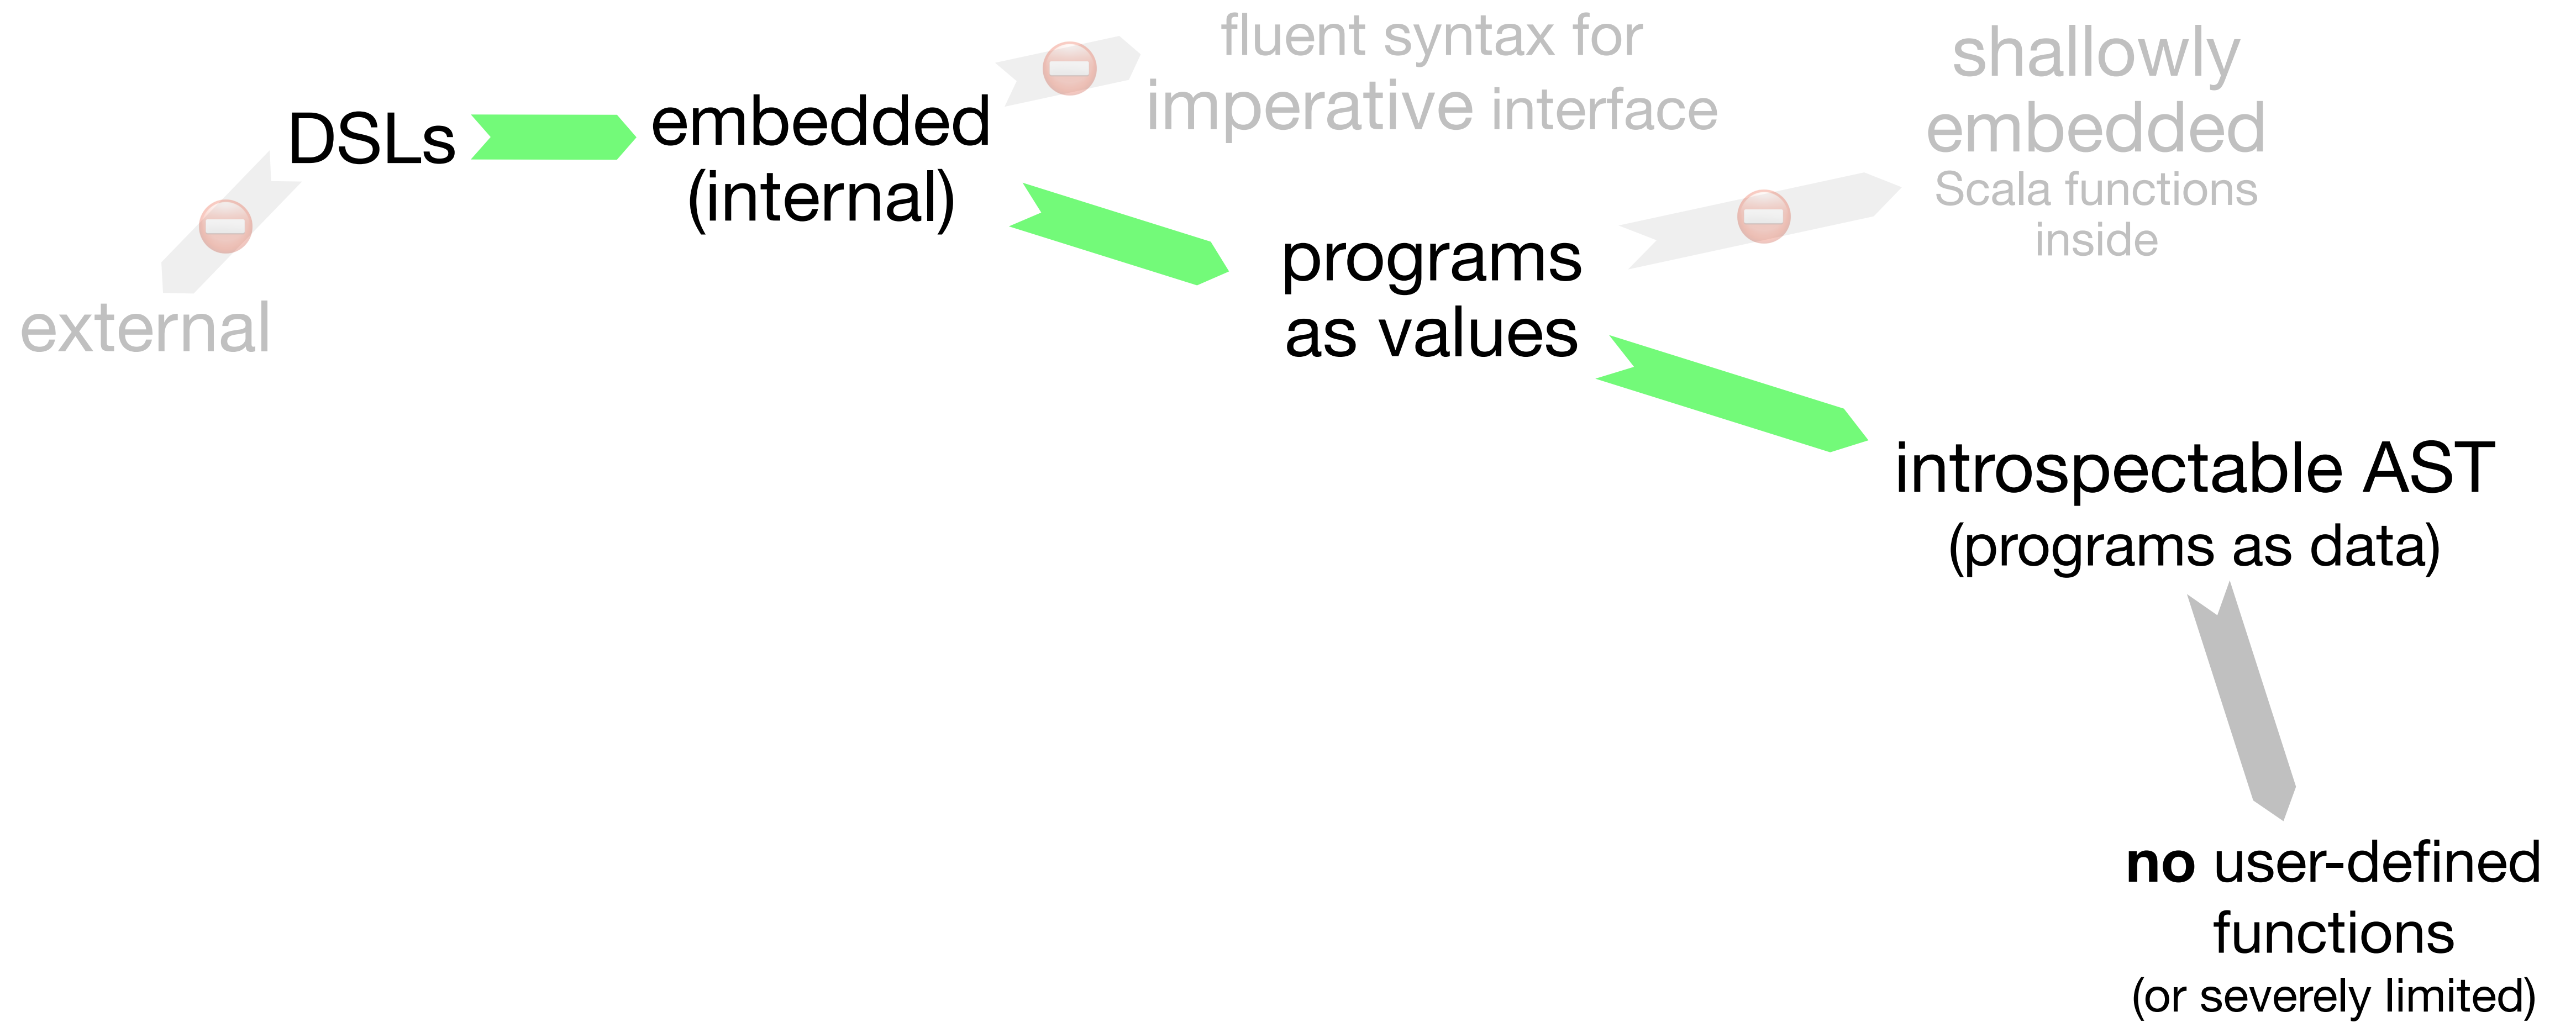 DSLs
external
embedded
(internal)
fluent syntax for
imperative interface
programs
as values
shallowly
embedded
Scala functions
inside
introspectable AST
(programs as data)
no user-defined
functions
(or severely limited)